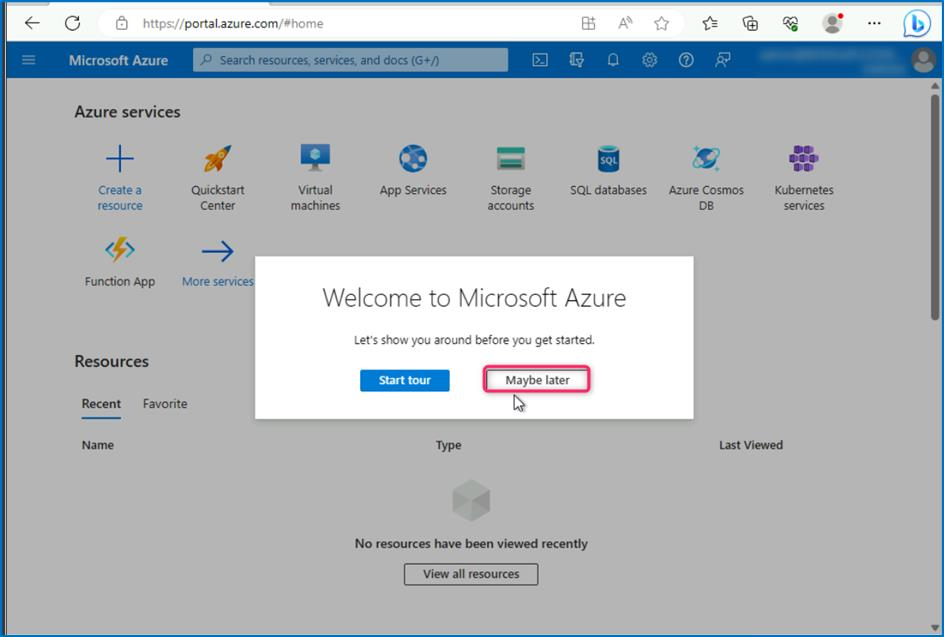 https://portal.azure.com/#home
Microsoft Azure
Search resources, services, and docs (G+/)
Azure services
Create a resource
Quickstart Center
Virtual machines
App Services
Storage accounts
SQL
SQL databases
Azure Cosmos DB
Kubernetes services
Function App
More services
Welcome to Microsoft Azure
Let's show you around before you get started.
Start tour
Maybe later
Resources
Recent
Favorite
Name
Type
Last Viewed
No resources have been viewed recently
View all resources